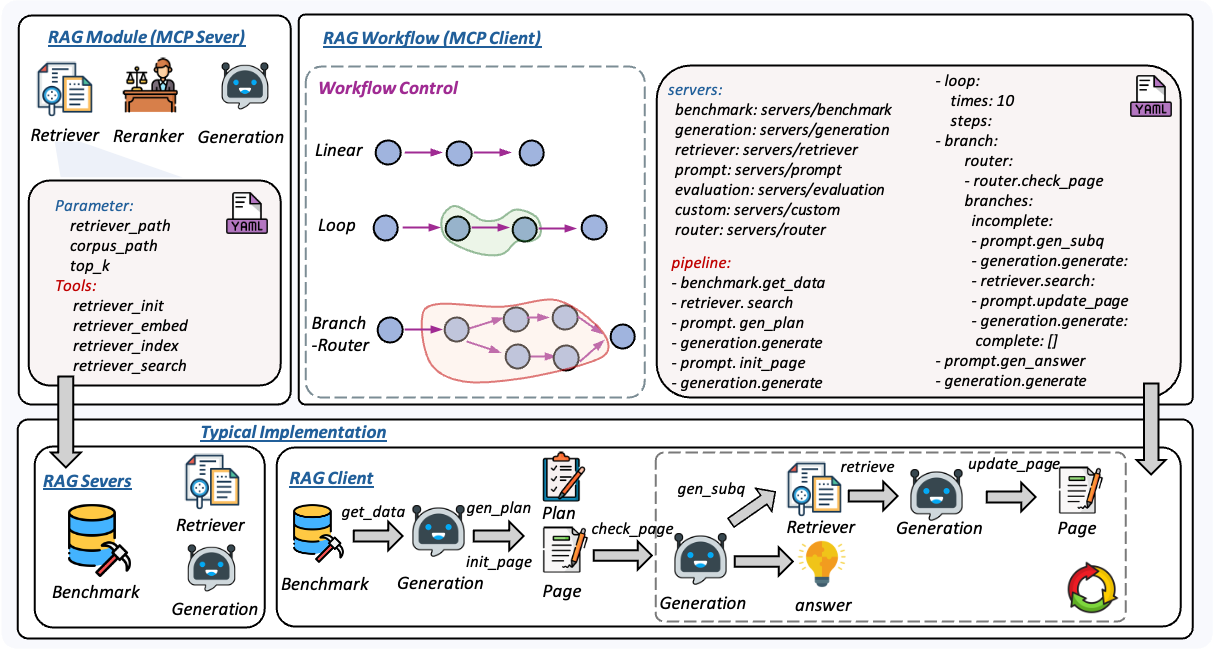 RAG Module (MCP Sever)
Retriever
Reranker
Generation
YAML
Parameter:
retriever_path
corpus_path
top_k
Tools:
retriever_init
retriever_embed
retriever_index
retriever_search
RAG Workflow (MCP Client)
Workflow Control
Linear
Loop
Branch
-Router
servers:
benchmark: servers/benchmark
generation: servers/generation
retriever: servers/retriever
prompt: servers/prompt
evaluation: servers/evaluation
custom: servers/custom
router: servers/router
pipeline:
- benchmark.get_data
- retriever. search
- prompt. gen_plan
- generation.generate
- prompt. init_page
- generation.generate
- loop:
times: 10
steps:
- branch:
router:
- router.check_page
branches:
incomplete:
- prompt.gen_subq
- generation.generate:
- retriever.search:
- prompt.update_page
- generation.generate:
complete: []
- prompt.gen_answer
- generation.generate
YAML
Typical Implementation
RAG Severs
Benchmark
Retriever
Generation
RAG Client
Benchmark
get_data
Generation
gen_plan
init_page
Plan
Page
check_page
Generation
gen_subq
Retriever
retrieve
Generation
update_page
Page
answer